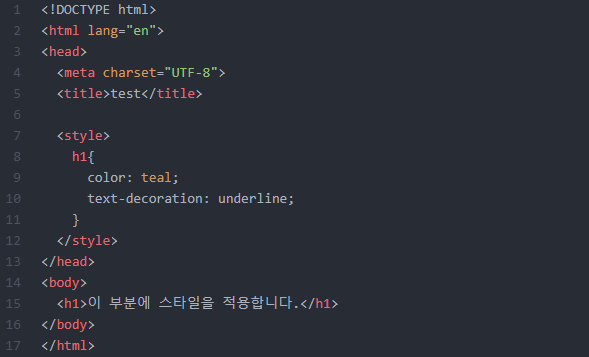 1 <!DOCTYPE html>
2 <html lang="en">
3 <head>
4   <meta charset="UTF-8">
5   <title>test</title>
6
7   <style>
8     h1{
9       color: teal;
10       text-decoration: underline;
11     }
12   </style>
13 </head>
14 <body>
15   <h1>이 부분에 스타일을 적용합니다.</h1>
16 </body>
17 </html>